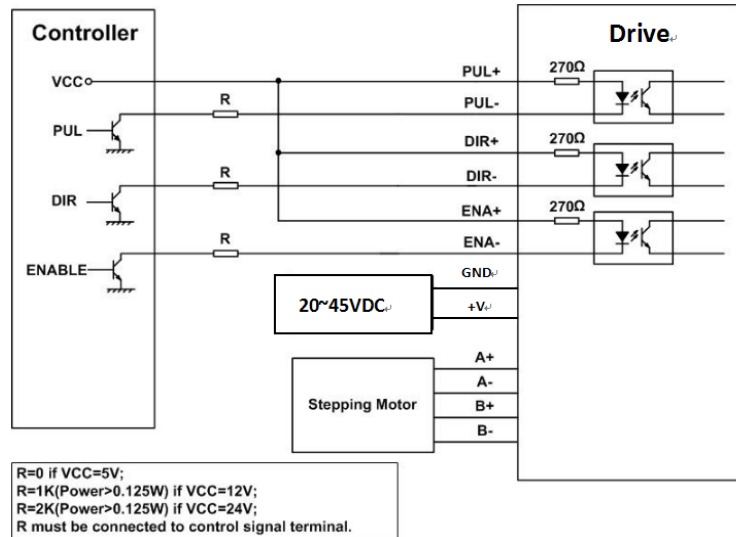 Controller
Drive
VCC
PUL+
270Ω
R
PUL-
PUL
DIR+
270Ω
R
DIR-
DIR
ENA+
270Ω
R
ENA-
ENABLE
GND
20~45VDC
+V
A+
A-
Stepping Motor
B+
B-
R=0 if VCC=5V;
R=1K(Power>0.125W) if VCC=12V;
R=2K(Power>0.125W) if VCC=24V;
R must be connected to control signal terminal.